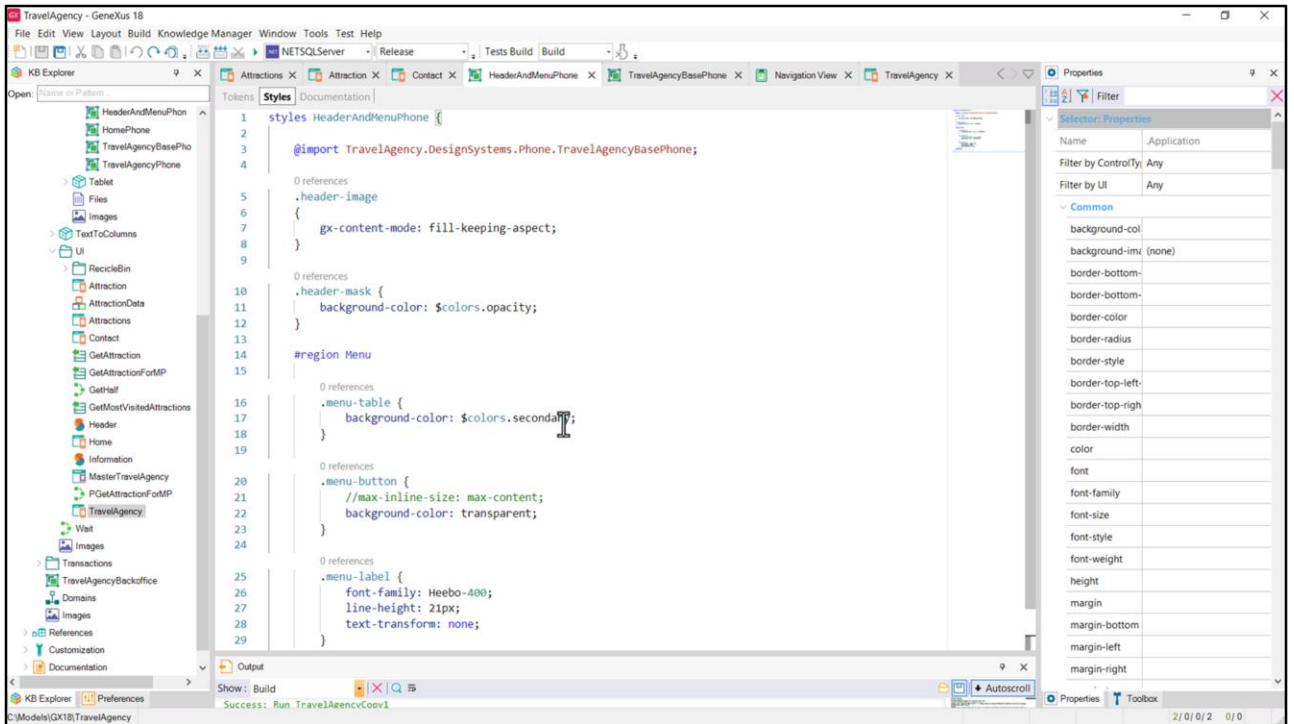 TravelAgency - GeneXus 18
File Edit View Layout Build Knowledge Manager Window Tools Test Help
NETSQLServer Release Tests Build Build
KB Explorer
Open: Name or Pattern...
HeaderAndMenuPhon
HomePhone
TravelAgencyBasePho
TravelAgencyPhone
Tablet
Files
Images
TextToColumns
UI
RecicleBin
Attraction
AttractionData
Attractions
Contact
GetAttraction
GetAttractionForMP
GetHalf
GetMostVisitedAttractions
Header
Home
Information
MasterTravelAgency
PGetAttractionForMP
TravelAgency
Wait
Images
Transactions
TravelAgencyBackoffice
Domains
Images
References
Customization
Documentation
KB Explorer Preferences
C:\Models\GX18\TravelAgency
Attractions Attraction Contact HeaderAndMenuPhone TravelAgencyBasePhone Navigation View TravelAgency
Tokens Styles Documentation
1 styles HeaderAndMenuPhone {
2
3 @import TravelAgency.DesignSystems.Phone.TravelAgencyBasePhone;
4
0 references
5 .header-image
6 {
7 gx-content-mode: fill-keeping-aspect;
8 }
9
0 references
10 .header-mask {
11 background-color: $colors.opacity;
12 }
13
14 #region Menu
15
0 references
16 .menu-table {
17 background-color: $colors.secondary;
18 }
19
0 references
20 .menu-button {
21 //max-inline-size: max-content;
22 background-color: transparent;
23 }
24
0 references
25 .menu-label {
26 font-family: Heebo-400;
27 line-height: 21px;
28 text-transform: none;
29 }
Output
Show: Build Autoscroll
Success: Run TravelAgencyCopy1
Properties
Filter
Selector: Properties
Name .Application
Filter by ControlTy Any
Filter by UI Any
Common
background-col
background-ima (none)
border-bottom-
border-bottom-
border-color
border-radius
border-style
border-top-left-
border-top-righ
border-width
color
font
font-family
font-size
font-style
font-weight
height
margin
margin-bottom
margin-left
margin-right
Properties Toolbox
2/0/0/2 0/0